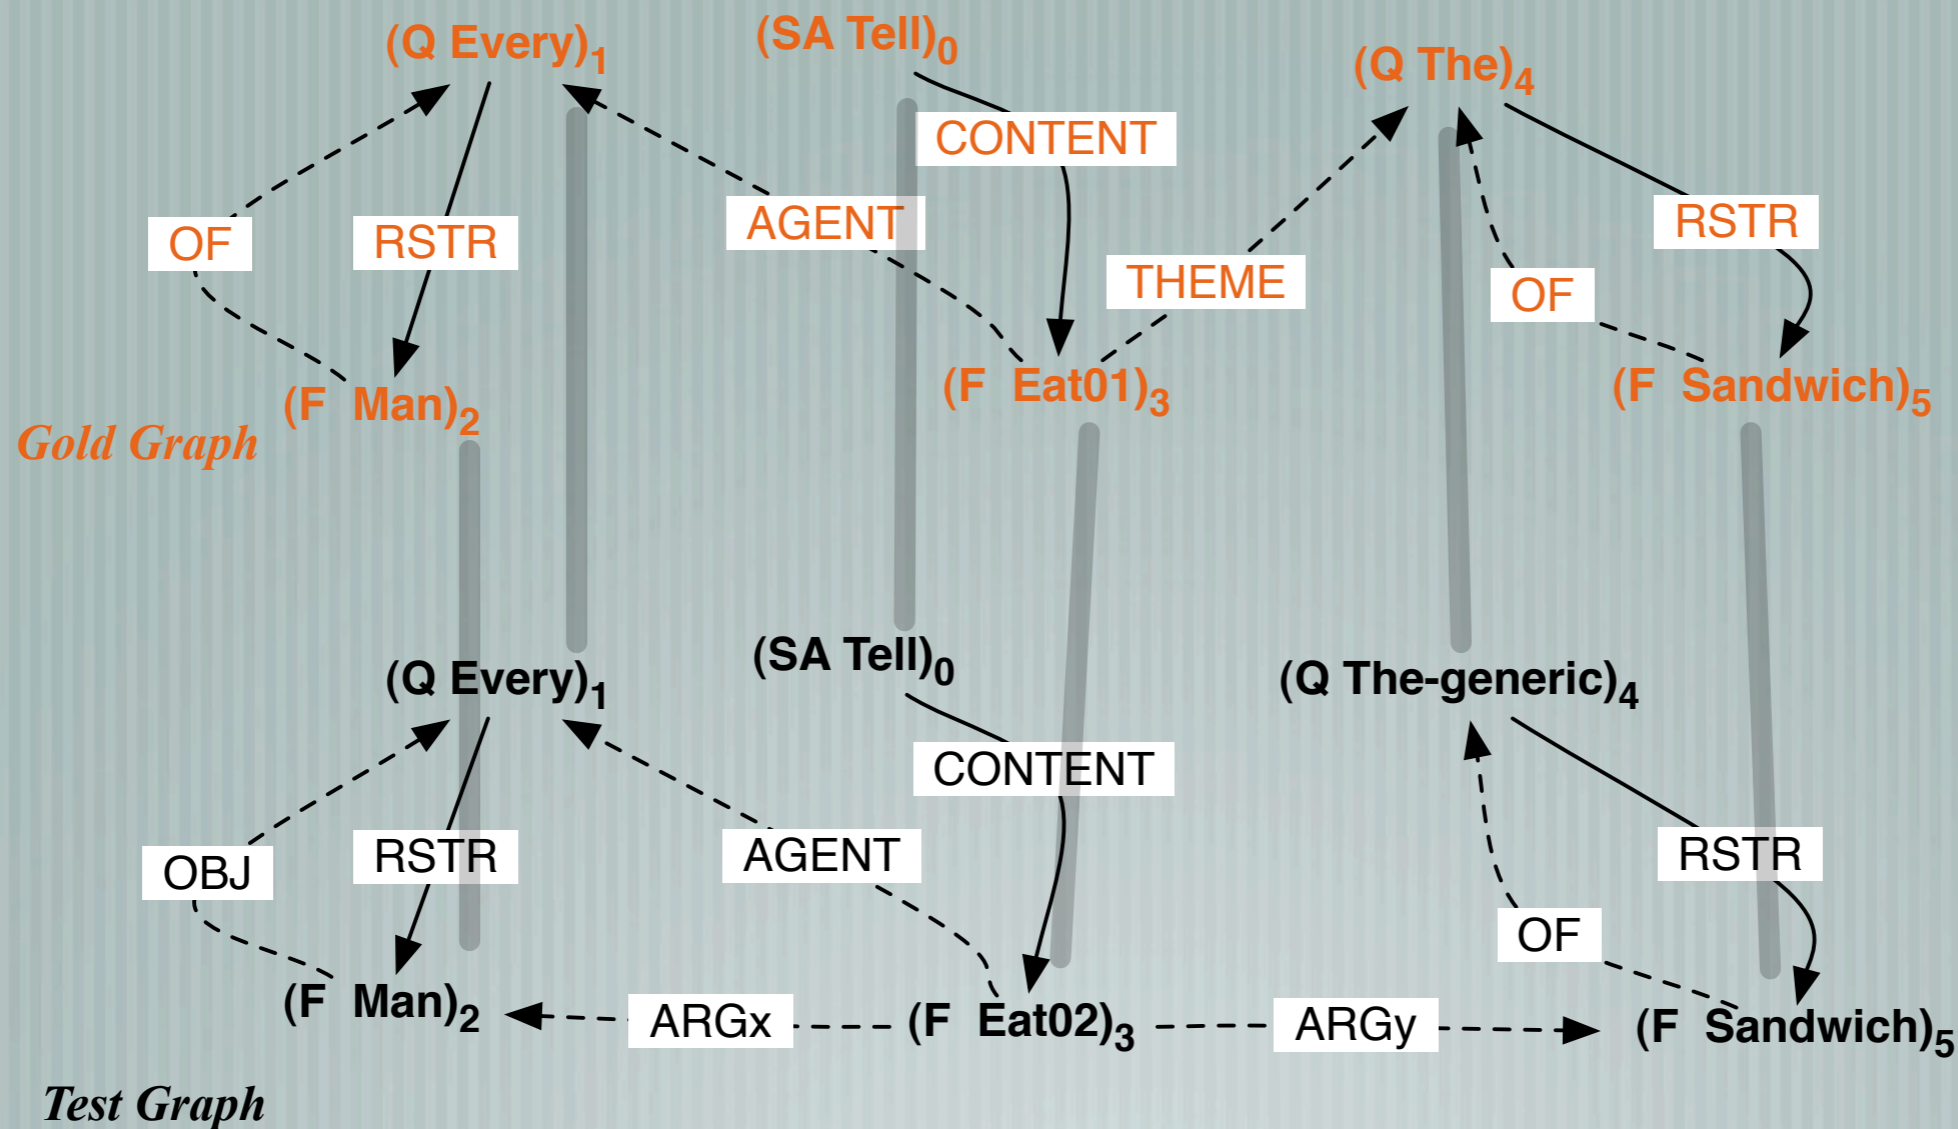 (Q Every)1
(SA Tell)0
(Q The)4
CONTENT
OF
RSTR
AGENT
THEME
RSTR
OF
(F Man)2
(F Eat01)3
(F Sandwich)5
Gold Graph
(Q Every)1
(SA Tell)0
(Q The-generic)4
CONTENT
OBJ
RSTR
AGENT
RSTR
OF
(F Man)2
ARGx
(F Eat02)3
ARGy
(F Sandwich)5
Test Graph